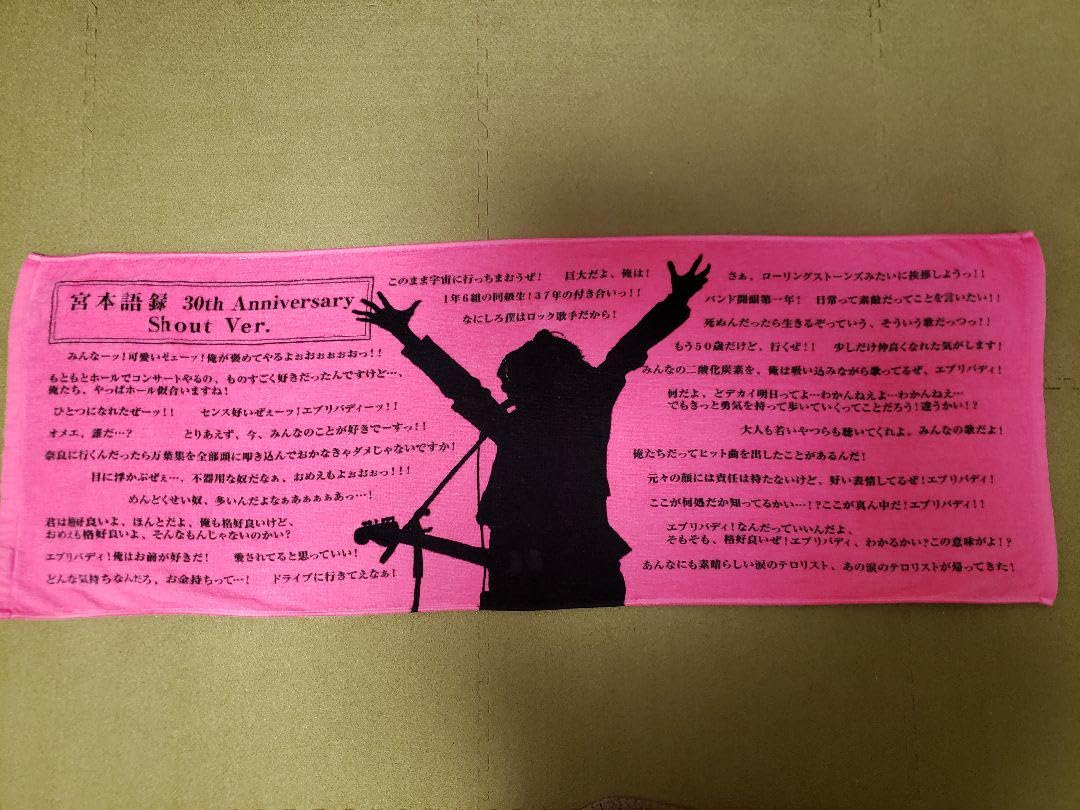 宮本語録 30th Anniversary
Shout Ver.
みんなーッ!可愛いぜェーッ!俺が褒めてやるよぉおぉぉぉおっ!!
もともとホールでコンサートやるの、ものすごく好きだったんですけど…、
俺たち、やっぱホール似合いますね!
ひとつになれたぜーッ!! センス好いぜぇーッ!エブリバディーッ!!
オメエ、誰だ…? とりあえず、今、みんなのことが好きでーすっ!!
奈良に行くんだったら万葉集を全部頭に叩き込んでおかなきゃダメじゃないですか!
目に浮かぶぜぇ…、不器用な奴だなぁ、おめえもよぉおぉっ!!!
めんどくせい奴、多いんだよなぁあぁぁぁあっ…!
君は格好良いよ、ほんとだよ、俺も格好良いけど、
おめぇも格好良いよ、そんなもんじゃないのかい?
エブリバディ!俺はお前が好きだ! 愛されてると思っていい!
どんな気持ちなんだろ、お金持ちって…! ドライブに行きてえなぁ!
このまま宇宙に行っちまおうぜ! 巨大だよ、俺は!
1年6組の同級生!37年の付き合いっ!!
なにしろ僕はロック歌手だから!
さぁ、ローリングストーンズみたいに挨拶しようっ!!
バンド開闢第一年! 日常って素敵だってことを言いたい!!
死ぬんだったら生きるぞっていう、そういう歌だっつっ!!
もう50歳だけど、行くぜ!! 少しだけ仲良くなれた気がします!
みんなの二酸化炭素を、俺は吸い込みながら歌ってるぜ、エブリバディ!
何だよ、どデカイ明日ってよ…わかんねえよ…わかんねえ…
でもきっと勇気を持って歩いていくってことだろう!違うかい!?
大人も若いやつらも聴いてくれよ、みんなの歌だよ!
俺たちだってヒット曲を出したことがあるんだ!
元々の顔には責任は持たないけど、好い表情してるぜ!エブリバディ!
ここが何処だか知ってるかい…!?ここが真ん中だ!エブリバディ!!
エブリバディ!なんだっていいんだよ、
そもそも、格好良いぜ!エブリバディ、わかるかい?この意味がよ!?
あんなにも素晴らしい涙のテロリスト、あの涙のテロリストが帰ってきた!